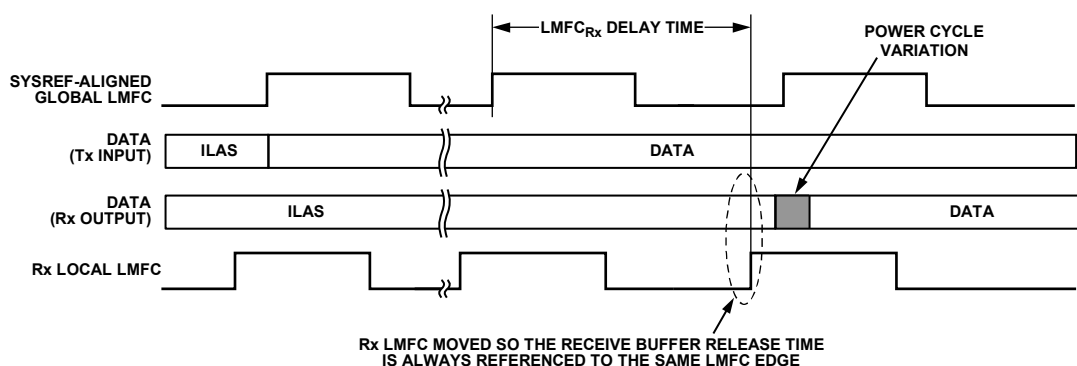 LMFCRx DELAY TIME
POWER CYCLE
VARIATION
SYSREF-ALIGNED
GLOBAL LMFC
DATA
(Tx INPUT)
ILAS
DATA
DATA
(Rx OUTPUT)
ILAS
DATA
Rx LOCAL LMFC
Rx LMFC MOVED SO THE RECEIVE BUFFER RELEASE TIME
IS ALWAYS REFERENCED TO THE SAME LMFC EDGE